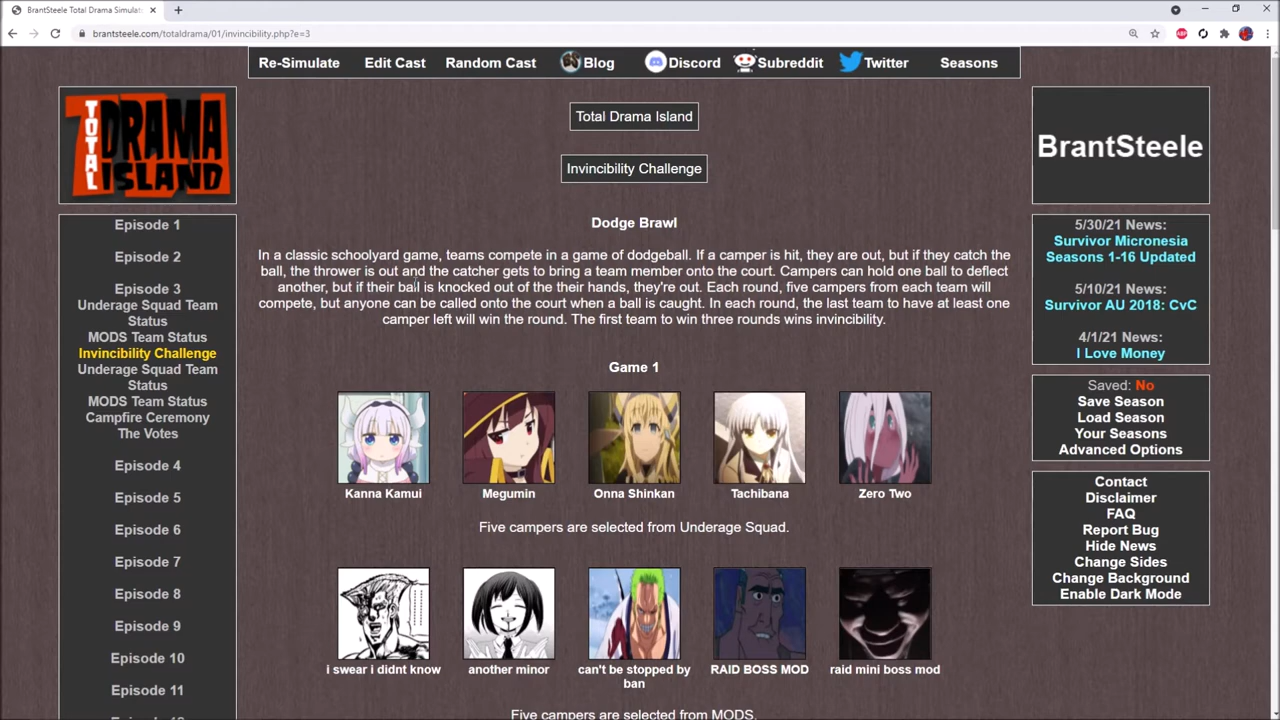 BrantSteele Total Drama Simulat
brantsteele.com/totaldrama/01/invincibility.php?e=3
Re-Simulate Edit Cast Random Cast Blog Discord Subreddit Twitter Seasons
TOTAL DRAMA ISLAND
Total Drama Island
Invincibility Challenge
BrantSteele
Dodge Brawl
In a classic schoolyard game, teams compete in a game of dodgeball. If a camper is hit, they are out, but if they catch the
ball, the thrower is out and the catcher gets to bring a team member onto the court. Campers can hold one ball to deflect
another, but if their ball is knocked out of the their hands, they're out. Each round, five campers from each team will
compete, but anyone can be called onto the court when a ball is caught. In each round, the last team to have at least one
camper left will win the round. The first team to win three rounds wins invincibility.
Game 1
Kanna Kamui Megumin Onna Shinkan Tachibana Zero Two
Five campers are selected from Underage Squad.
i swear i didnt know another minor can't be stopped by RAID BOSS MOD raid mini boss mod
ban
Five campers are selected from MODS.
Episode 1
Episode 2
Episode 3
Underage Squad Team
Status
MODS Team Status
Invincibility Challenge
Underage Squad Team
Status
MODS Team Status
Campfire Ceremony
The Votes
Episode 4
Episode 5
Episode 6
Episode 7
Episode 8
Episode 9
Episode 10
Episode 11
5/30/21 News:
Survivor Micronesia
Seasons 1-16 Updated
5/10/21 News:
Survivor AU 2018: CvC
4/1/21 News:
I Love Money
Saved: No
Save Season
Load Season
Your Seasons
Advanced Options
Contact
Disclaimer
FAQ
Report Bug
Hide News
Change Sides
Change Background
Enable Dark Mode